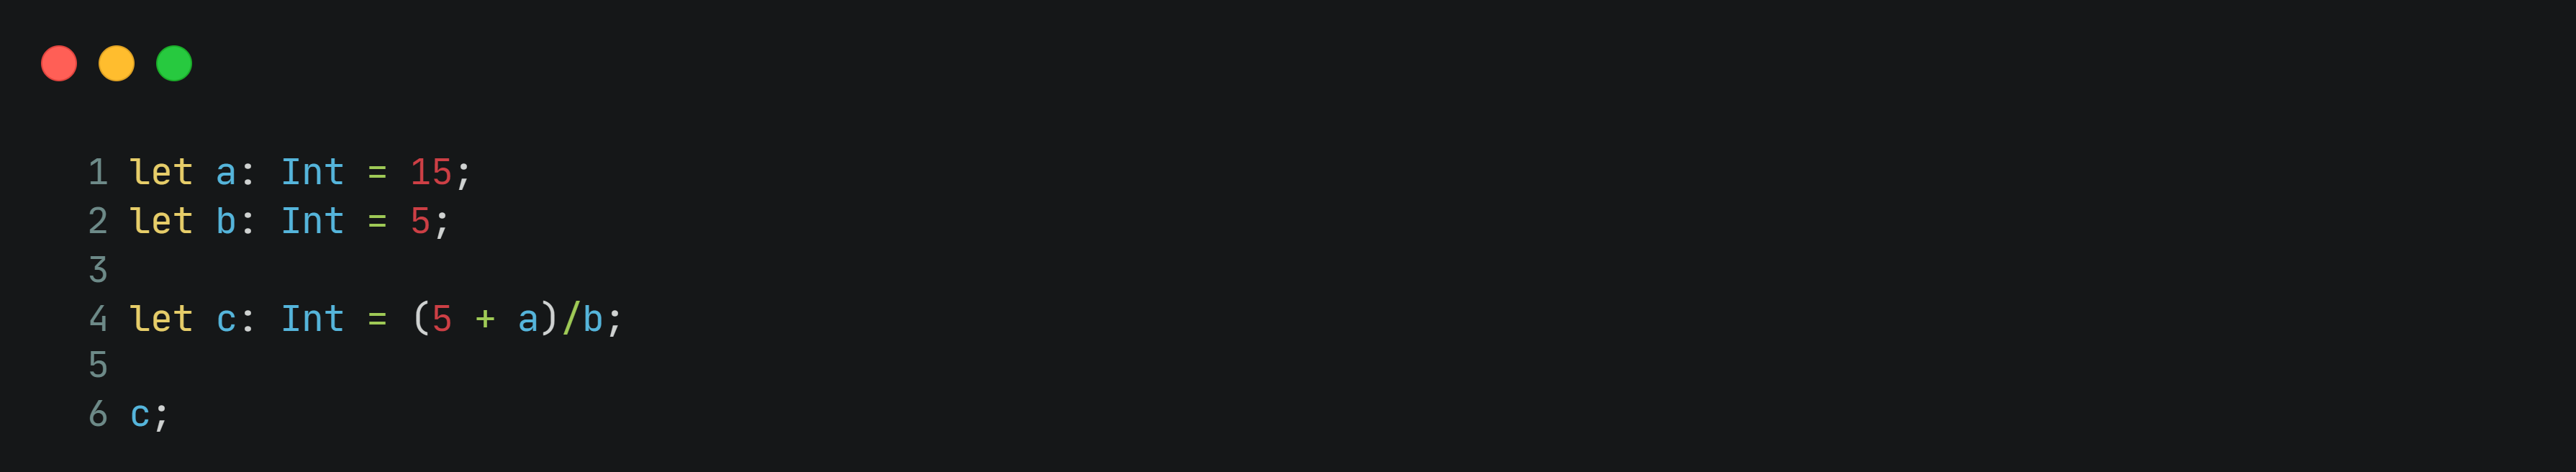 1 let a: Int = 15;
2 let b: Int = 5;
3
4 let c: Int = (5 + a)/b;
5
6 c;